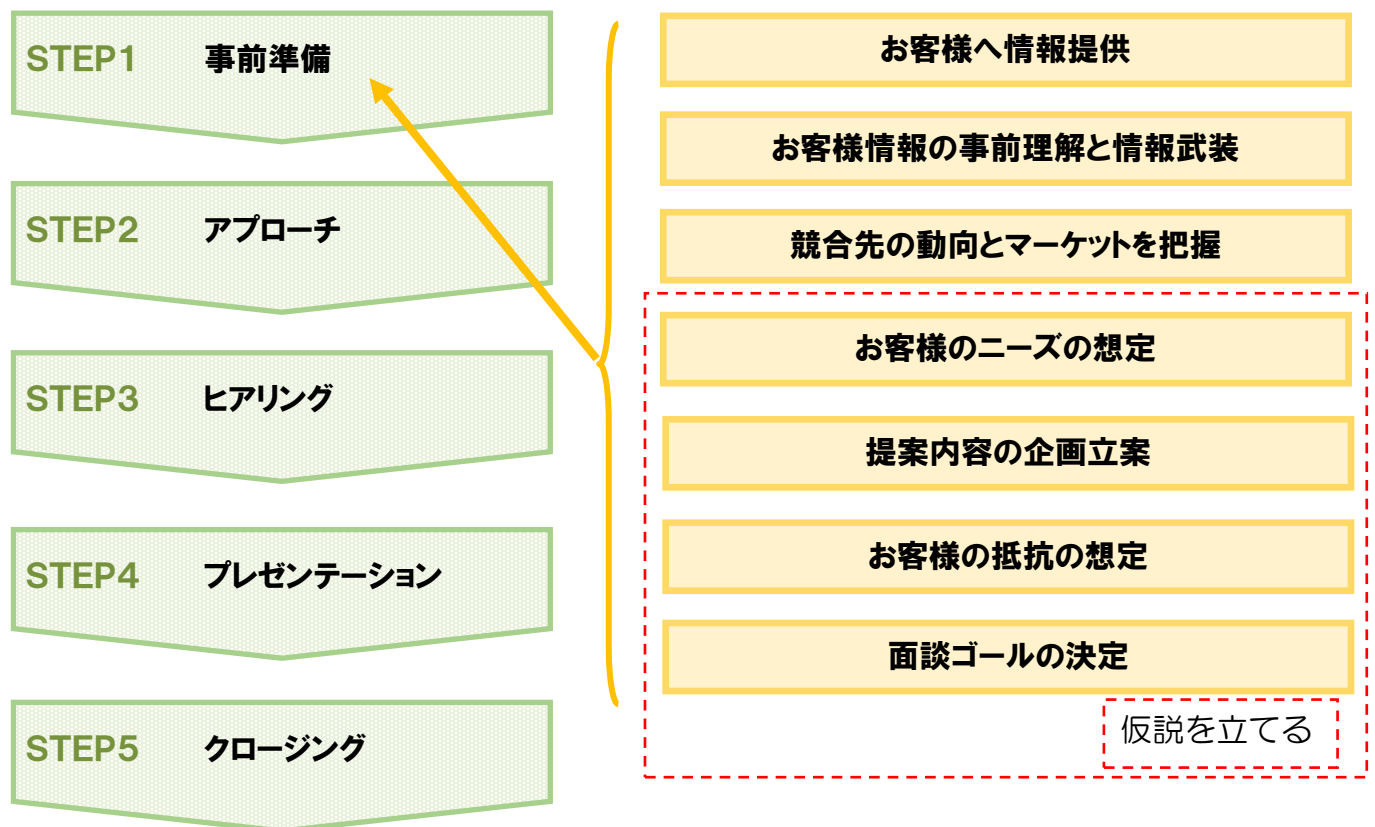 STEP1 事前準備
STEP2 アプローチ
STEP3 ヒアリング
STEP4 プレゼンテーション
STEP5 クロージング
お客様へ情報提供
お客様情報の事前理解と情報武装
競合先の動向とマーケットを把握
お客様のニーズの想定
提案内容の企画立案
お客様の抵抗の想定
面談ゴールの決定
仮説を立てる